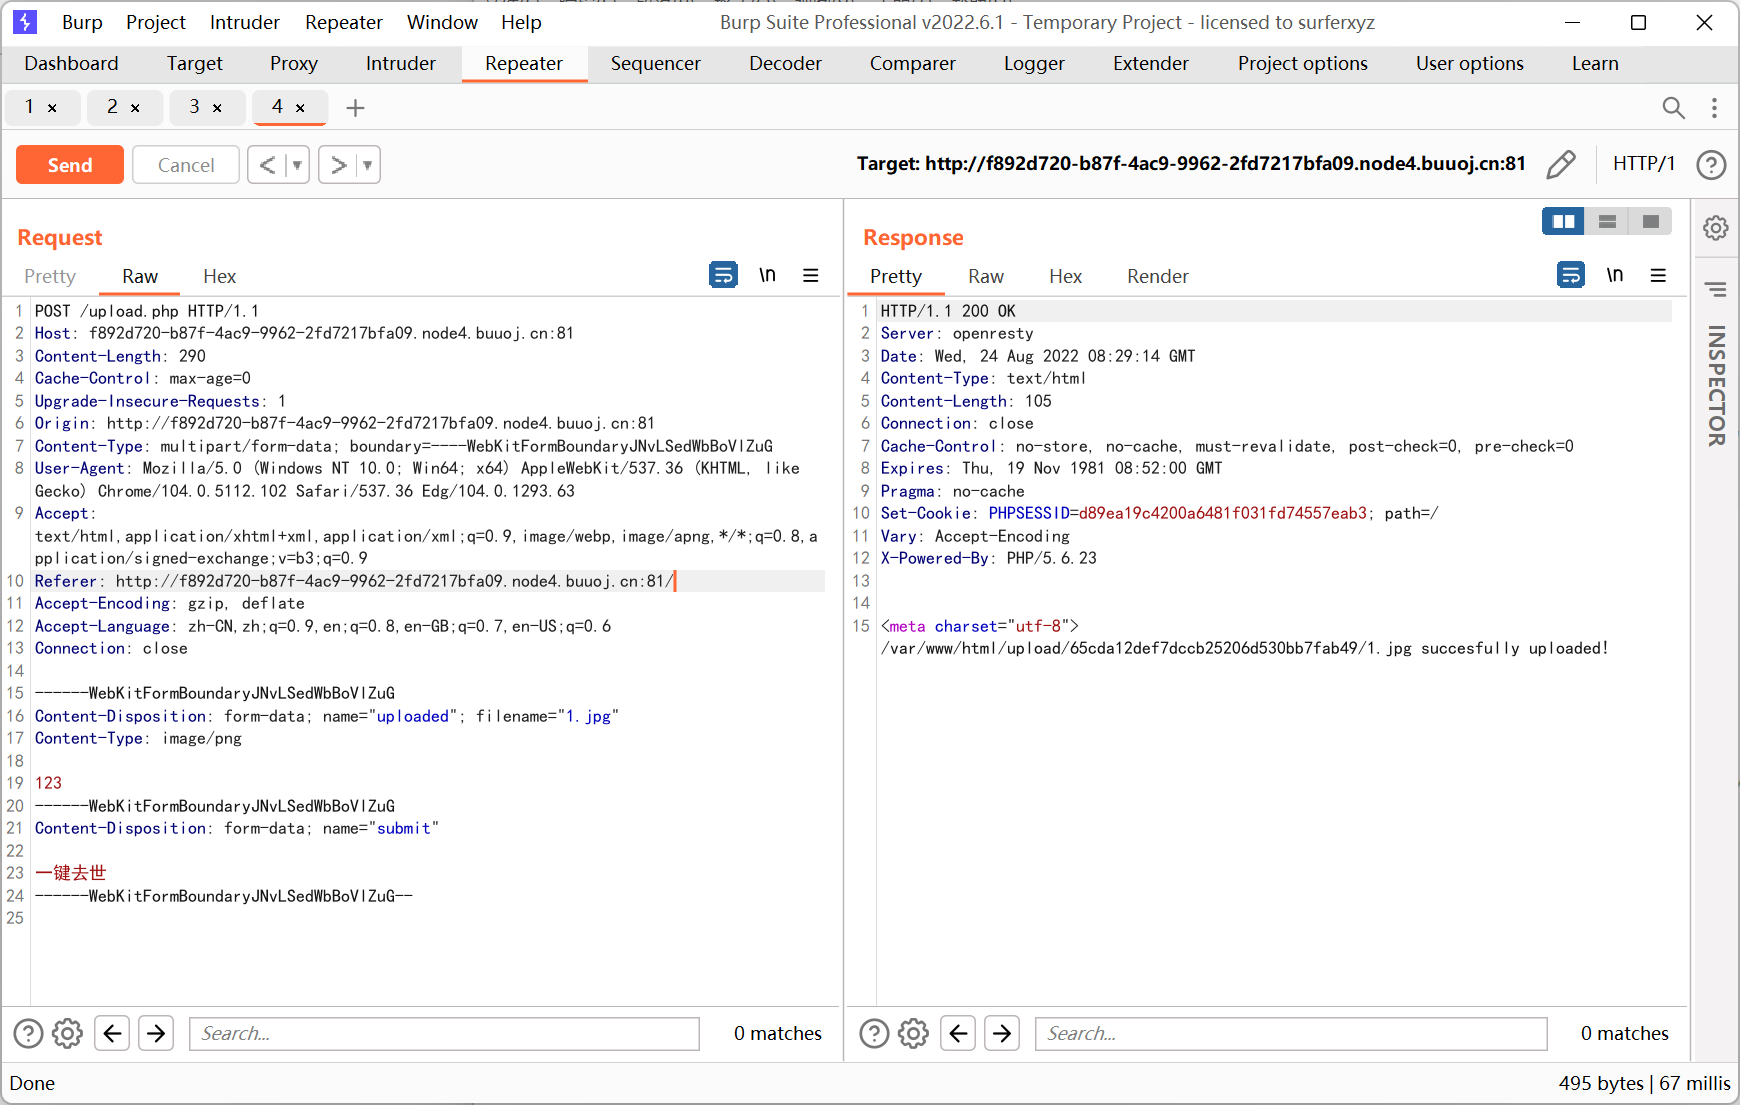 Burp Project Intruder Repeater Window Help Burp Suite Professional v2022.6.1 - Temporary Project - licensed to surferxyz
Dashboard Target Proxy Intruder Repeater Sequencer Decoder Comparer Logger Extender Project options User options Learn
1 × 2 × 3 × 4 × +
Send Cancel < > Target: http://f892d720-b87f-4ac9-9962-2fd7217bfa09.node4.buuoj.cn:81 HTTP/1
Request
Pretty Raw Hex \n
1 POST /upload.php HTTP/1.1
2 Host: f892d720-b87f-4ac9-9962-2fd7217bfa09.node4.buuoj.cn:81
3 Content-Length: 290
4 Cache-Control: max-age=0
5 Upgrade-Insecure-Requests: 1
6 Origin: http://f892d720-b87f-4ac9-9962-2fd7217bfa09.node4.buuoj.cn:81
7 Content-Type: multipart/form-data; boundary=----WebKitFormBoundaryJNvLSedWbBoVlZuG
8 User-Agent: Mozilla/5.0 (Windows NT 10.0; Win64; x64) AppleWebKit/537.36 (KHTML, like
Gecko) Chrome/104.0.5112.102 Safari/537.36 Edg/104.0.1293.63
9 Accept:
text/html,application/xhtml+xml,application/xml;q=0.9,image/webp,image/apng,*/*;q=0.8,a
pplication/signed-exchange;v=b3;q=0.9
10 Referer: http://f892d720-b87f-4ac9-9962-2fd7217bfa09.node4.buuoj.cn:81/
11 Accept-Encoding: gzip, deflate
12 Accept-Language: zh-CN,zh;q=0.9,en;q=0.8,en-GB;q=0.7,en-US;q=0.6
13 Connection: close
14
15 ------WebKitFormBoundaryJNvLSedWbBoVlZuG
16 Content-Disposition: form-data; name="uploaded"; filename="1.jpg"
17 Content-Type: image/png
18
19 123
20 ------WebKitFormBoundaryJNvLSedWbBoVlZuG
21 Content-Disposition: form-data; name="submit"
22
23 一键去世
24 ------WebKitFormBoundaryJNvLSedWbBoVlZuG--
25
Search... 0 matches
Response
Pretty Raw Hex Render \n
1 HTTP/1.1 200 OK
2 Server: openresty
3 Date: Wed, 24 Aug 2022 08:29:14 GMT
4 Content-Type: text/html
5 Content-Length: 105
6 Connection: close
7 Cache-Control: no-store, no-cache, must-revalidate, post-check=0, pre-check=0
8 Expires: Thu, 19 Nov 1981 08:52:00 GMT
9 Pragma: no-cache
10 Set-Cookie: PHPSESSID=d89ea19c4200a6481f031fd74557eab3; path=/
11 Vary: Accept-Encoding
12 X-Powered-By: PHP/5.6.23
13
14
15 <meta charset="utf-8">
/var/www/html/upload/65cda12def7dccb25206d530bb7fab49/1.jpg succesfully uploaded!
Search... 0 matches
INSPECTOR
Done 495 bytes | 67 millis